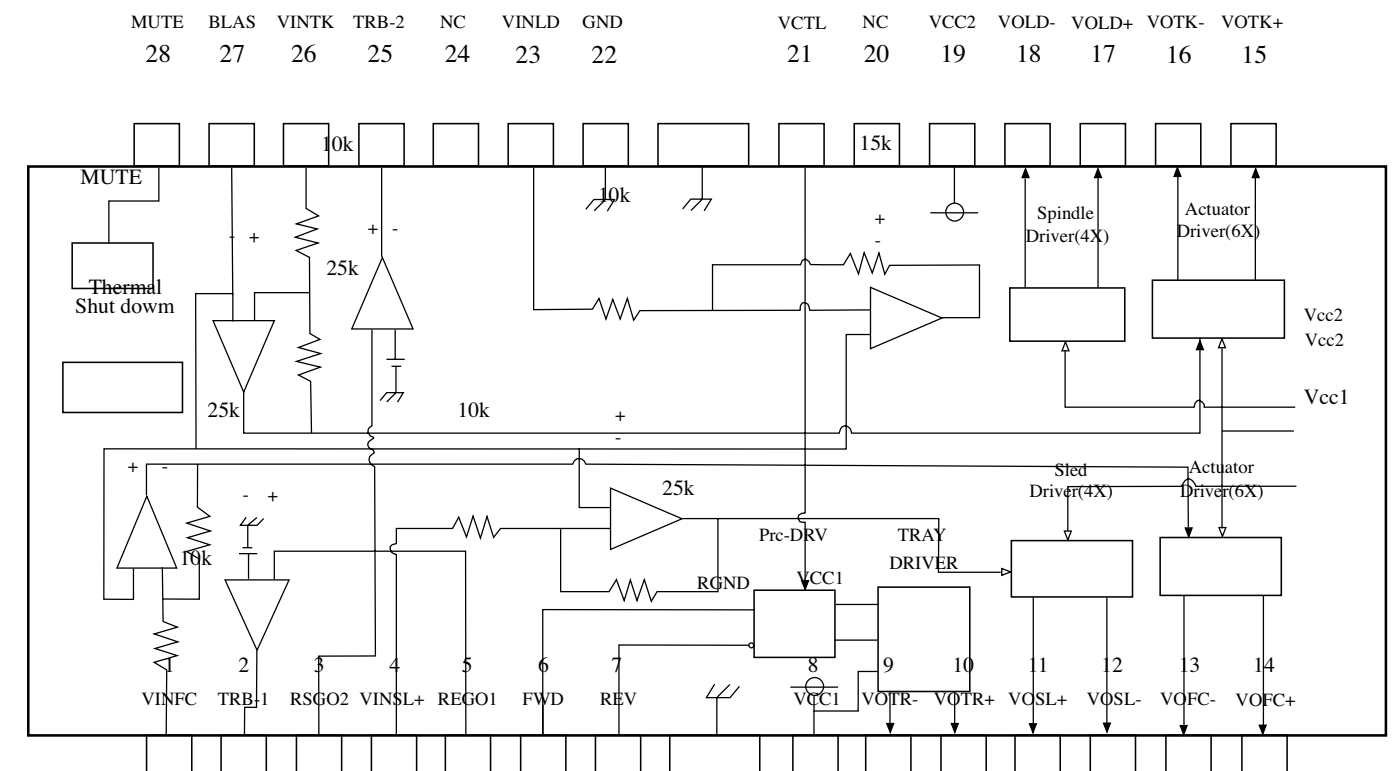 MUTE BLAS VINTK TRB-2 NC VINLD GND VCTL NC VCC2 VOLD- VOLD+ VOTK- VOTK+
28 27 26 25 24 23 22 21 20 19 18 17 16 15
10k 15k
MUTE
10k
Spindle
Driver(4X)
Actuator
Driver(6X)
- +
+ -
+
-
25k
Thermal
Shut dowm
Vcc2
Vcc2
Vcc1
25k
10k
+
-
+ -
Sled
Driver(4X)
Actuator
Driver(6X)
- +
25k
Prc-DRV
TRAY
DRIVER
10k
RGND
VCC1
1 2 3 4 5 6 7 8 9 10 11 12 13 14
VINFC TRB-1 RSGO2 VINSL+ REGO1 FWD REV VCC1 VOTR- VOTR+ VOSL+ VOSL- VOFC- VOFC+